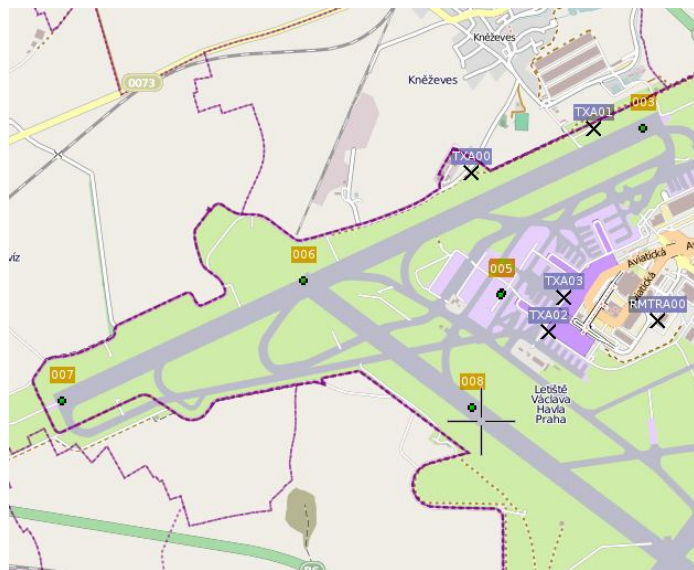 Kněževes
0073
Kněževes
TXA01
003
TXA00
006
005
Aviatická
TXA03
RMTRA00
TXA02
007
008
Letiště
Václava
Havla
Praha